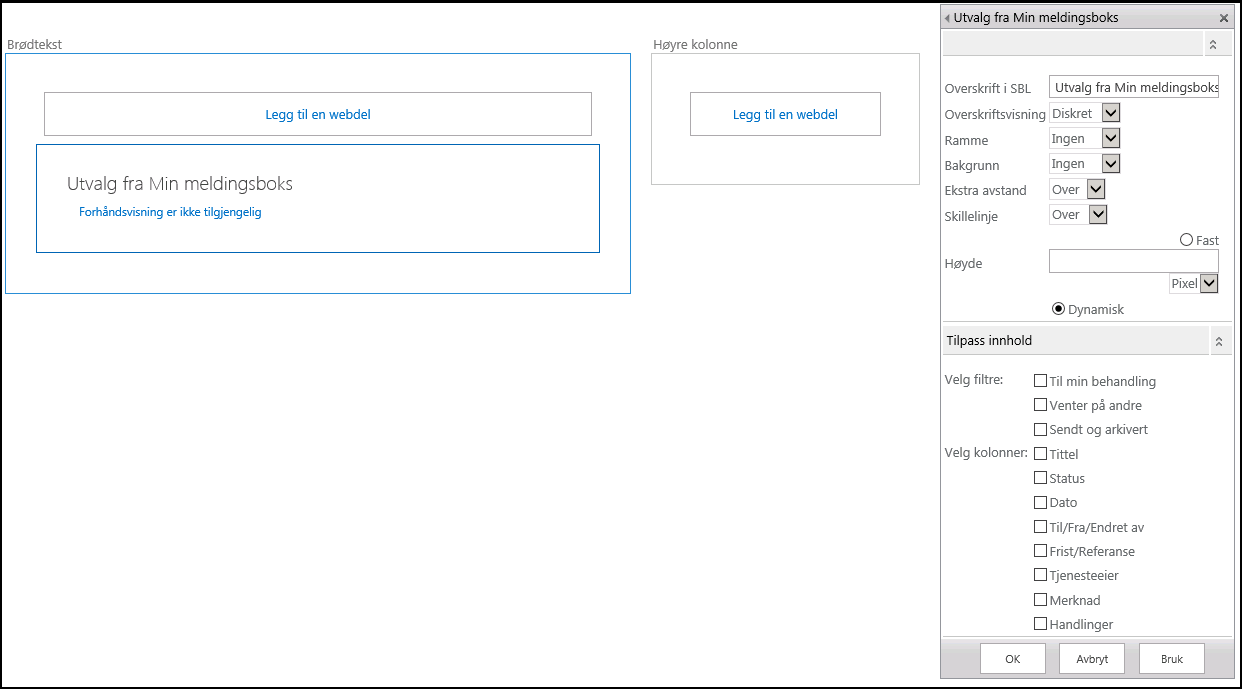 Brødtekst
Legg til en webdel
Utvalg fra Min meldingsboks
Forhåndsvisning er ikke tilgjengelig
Høyre kolonne
Legg til en webdel
Utvalg fra Min meldingsboks
Overskrift i SBL Utvalg fra Min meldingsboks
Overskriftsvisning Diskret
Ramme Ingen
Bakgrunn Ingen
Ekstra avstand Over
Skillelinje Over
Fast
Høyde
Pixel
Dynamisk
Tilpass innhold
Velg filtre: Til min behandling
Venter på andre
Sendt og arkivert
Velg kolonner: Tittel
Status
Dato
Til/Fra/Endret av
Frist/Referanse
Tjenesteeier
Merknad
Handlinger
OK Avbryt Bruk